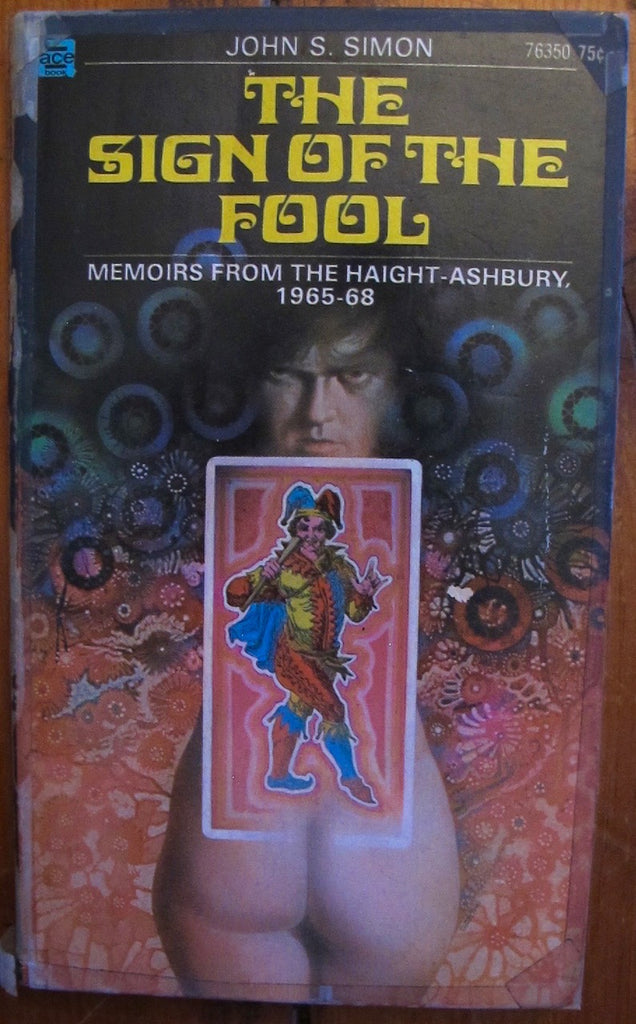 JOHN S. SIMON
76350 75¢
ace
book
THE
SIGN OF THE
FOOL
MEMOIRS FROM THE HAIGHT-ASHBURY,
1965-68